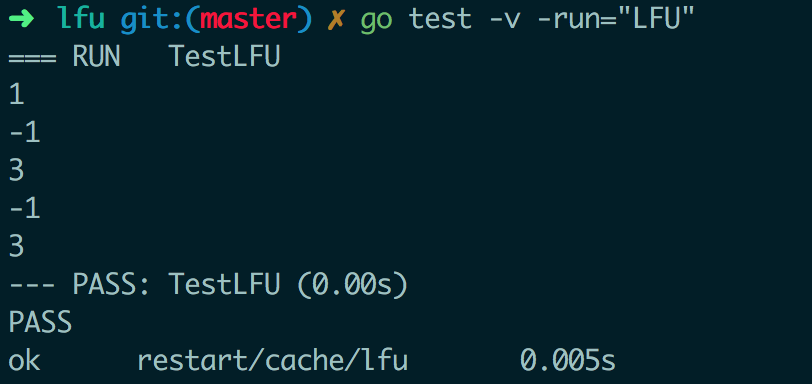 ➜ lfu git:(master) ✗ go test -v -run="LFU"
=== RUN   TestLFU
1
-1
3
-1
3
--- PASS: TestLFU (0.00s)
PASS
ok      restart/cache/lfu       0.005s